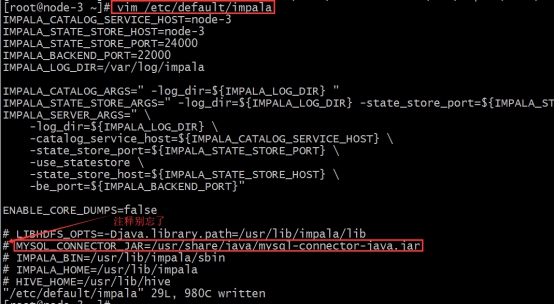 [root@node-3 ~]# vim /etc/default/impala
IMPALA_CATALOG_SERVICE_HOST=node-3
IMPALA_STATE_STORE_HOST=node-3
IMPALA_STATE_STORE_PORT=24000
IMPALA_BACKEND_PORT=22000
IMPALA_LOG_DIR=/var/log/impala
IMPALA_CATALOG_ARGS=" -log_dir=${IMPALA_LOG_DIR} "
IMPALA_STATE_STORE_ARGS=" -log_dir=${IMPALA_LOG_DIR} -state_store_port=${IMPALA_ST
IMPALA_SERVER_ARGS=" \
-log_dir=${IMPALA_LOG_DIR} \
-catalog_service_host=${IMPALA_CATALOG_SERVICE_HOST} \
-state_store_port=${IMPALA_STATE_STORE_PORT} \
-use_statestore \
-state_store_host=${IMPALA_STATE_STORE_HOST} \
-be_port=${IMPALA_BACKEND_PORT}"
ENABLE_CORE_DUMPS=false
注释别忘了
# LIBHDFS_OPTS=-Djava.library.path=/usr/lib/impala/lib
# MYSQL_CONNECTOR_JAR=/usr/share/java/mysql-connector-java.jar
# IMPALA_BIN=/usr/lib/impala/sbin
# IMPALA_HOME=/usr/lib/impala
# HIVE_HOME=/usr/lib/hive
"/etc/default/impala" 29L, 980C written